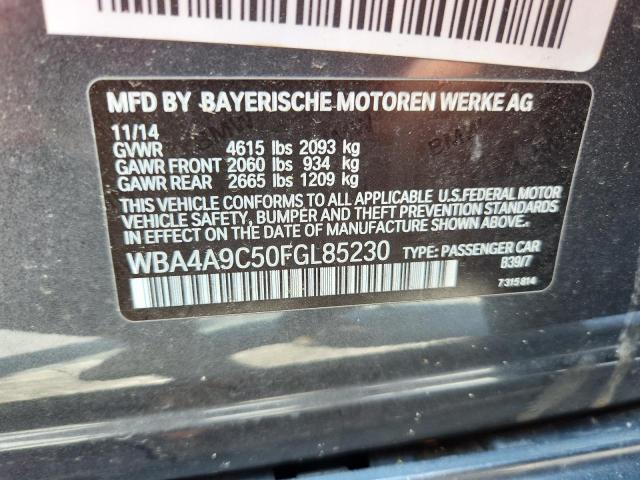 MFD BY BAYERISCHE MOTOREN WERKE AG
11/14
GVWR 4615 lbs 2093 kg
GAWR FRONT 2060 lbs 934 kg
GAWR REAR 2665 lbs 1209 kg
THIS VEHICLE CONFORMS TO ALL APPLICABLE U.S.FEDERAL MOTOR
VEHICLE SAFETY, BUMPER AND THEFT PREVENTION STANDARDS
IN EFFECT ON THE DATE OF MANUFACTURE SHOWN ABOVE.
WBA4A9C50FGL85230 TYPE: PASSENGER CAR
B39/7
7315814